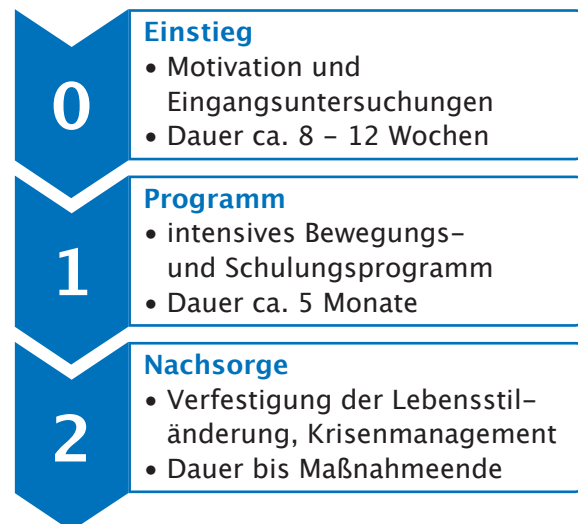 0
Einstieg
• Motivation und
Eingangsuntersuchungen
• Dauer ca. 8 – 12 Wochen
1
Programm
• intensives Bewegungs-
und Schulungsprogramm
• Dauer ca. 5 Monate
2
Nachsorge
• Verfestigung der Lebensstil-
änderung, Krisenmanagement
• Dauer bis Maßnahmeende